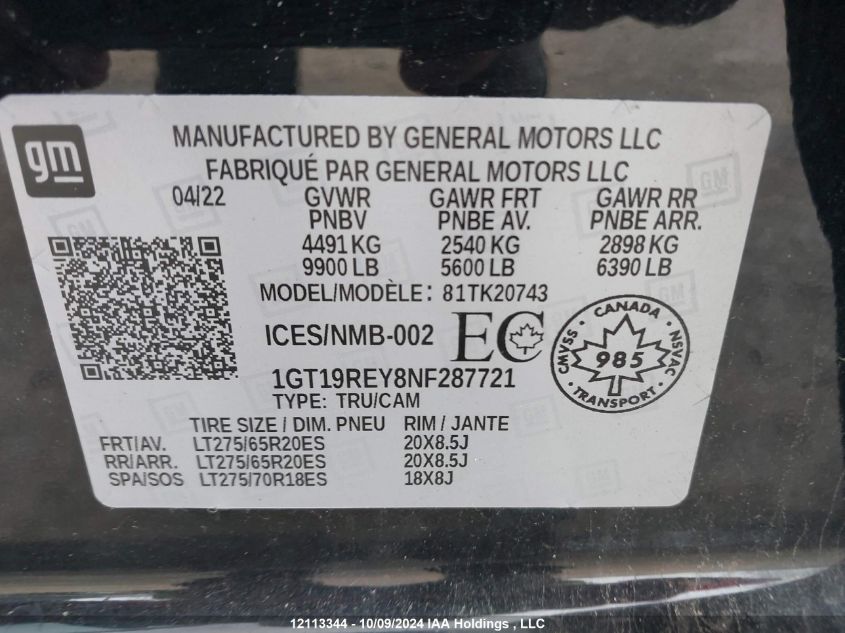 gm
MANUFACTURED BY GENERAL MOTORS LLC
FABRIQUÉ PAR GENERAL MOTORS LLC
04/22 GVWR GAWR FRT GAWR RR
PNBV PNBE AV. PNBE ARR.
4491 KG 2540 KG 2898 KG
9900 LB 5600 LB 6390 LB
MODEL/MODÈLE: 81TK20743
ICES/NMB-002 EC
CANADA
CMVSS 985 NSVAC
TRANSPORT
1GT19REY8NF287721
TYPE: TRU/CAM
TIRE SIZE / DIM. PNEU RIM / JANTE
FRT/AV. LT275/65R20ES 20X8.5J
RR/ARR. LT275/65R20ES 20X8.5J
SPA/SOS LT275/70R18ES 18X8J
12113344 - 10/09/2024 IAA Holdings , LLC